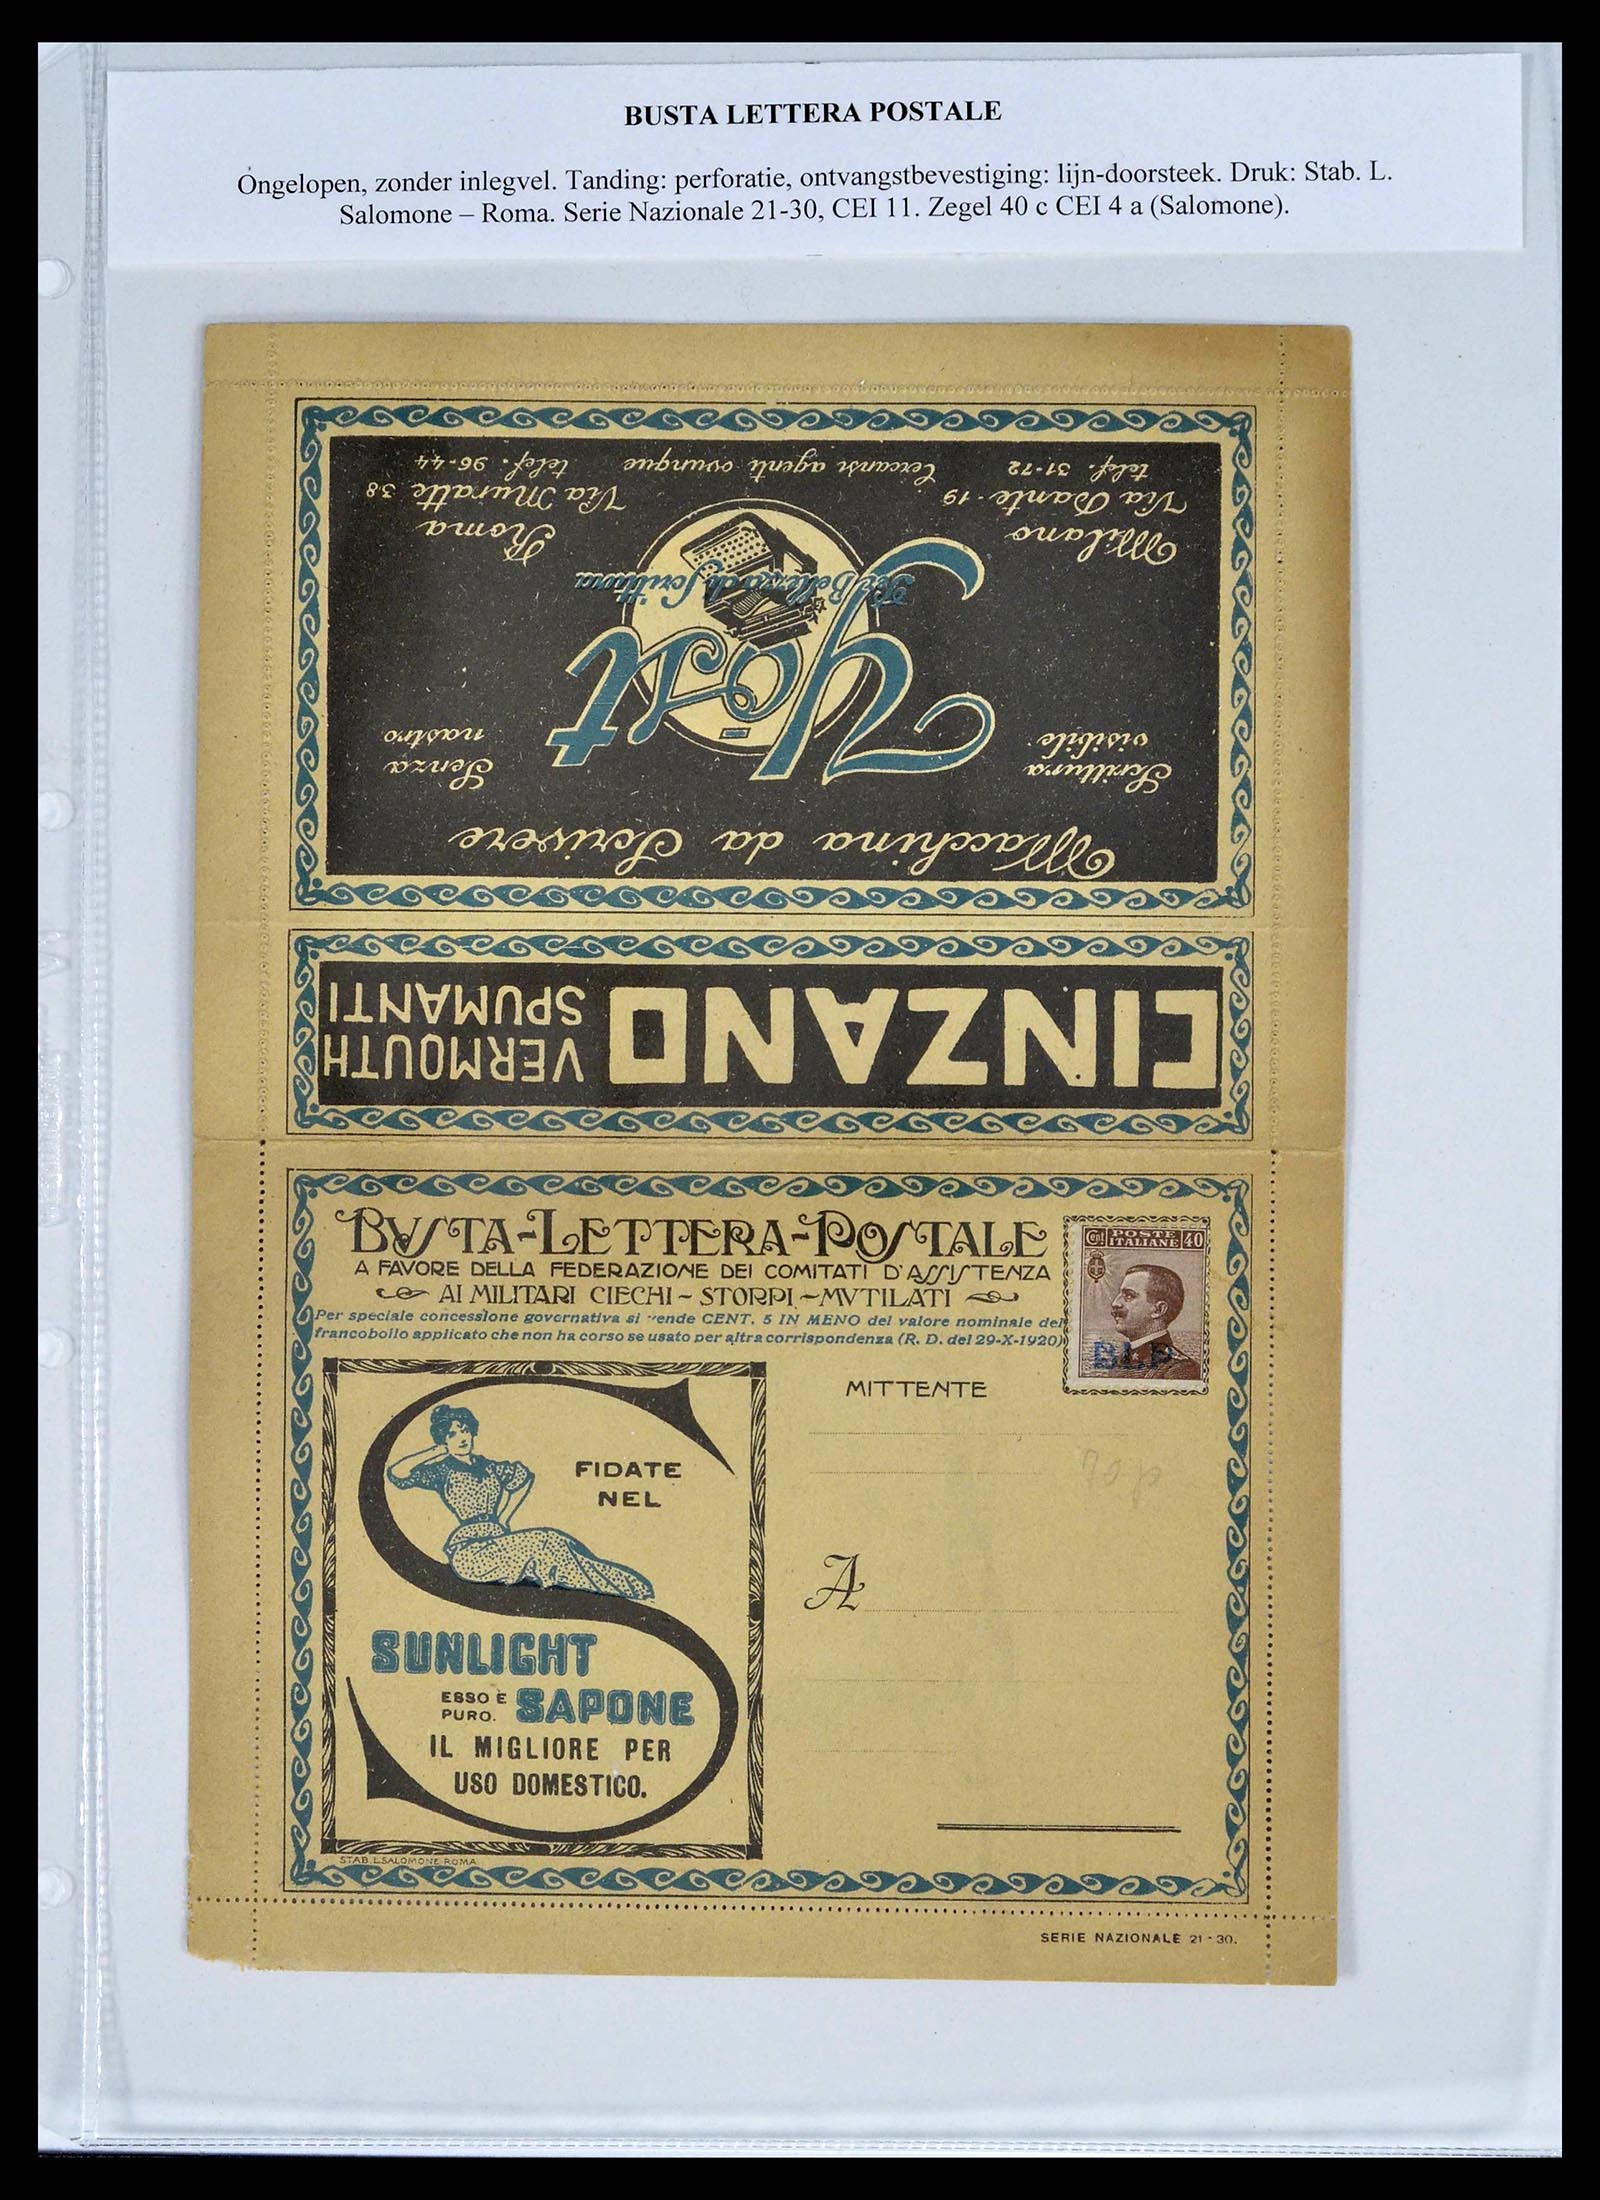 BUSTA LETTERA POSTALE
Ongelopen, zonder inlegvel. Tanding: perforatie, ontvangstbevestiging: lijn-doorsteek. Druk: Stab. L.
Salomone – Roma. Serie Nazionale 21-30, CEI 11. Zegel 40 c CEI 4 a (Salomone).
Macchina da Scrivere
Scrittura
visibile
Senza
nastro
Yost
La Bellezza di Scrittura
Milano
Via Dante - 19
telef. 31-72
Cercansi agenti ovunque
Roma
Via Muratte 38
telef. 96-44
CINZANO
VERMOUTH
SPUMANTI
BVSTA-LETTERA-POSTALE
A FAVORE DELLA FEDERAZIONE DEI COMITATI D'ASSISTENZA
AI MILITARI CIECHI - STORPI - MVTILATI
Per speciale concessione governativa si vende CENT. 5 IN MENO del valore nominale del
francobollo applicato che non ha corso se usato per altra corrispondenza (R. D. del 29-X-1920)
Cent 40
POSTE
ITALIANE
B.L.P
MITTENTE
FIDATE
NEL
A
SUNLIGHT
ESSO È
PURO.
SAPONE
IL MIGLIORE PER
USO DOMESTICO.
STAB. L. SALOMONE-ROMA
SERIE NAZIONALE 21 - 30.